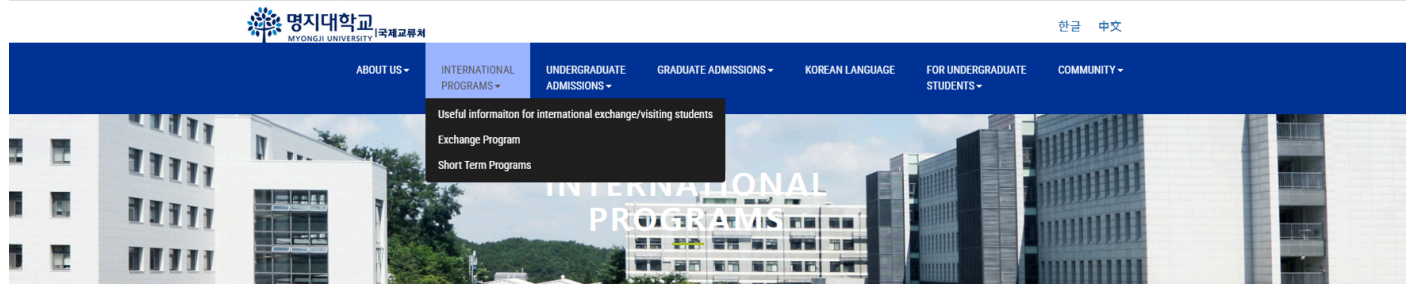 명지대학교
MYONGJI UNIVERSITY
국제교류처
한글 中文
ABOUT US
INTERNATIONAL
PROGRAMS
UNDERGRADUATE
ADMISSIONS
GRADUATE ADMISSIONS
KOREAN LANGUAGE
FOR UNDERGRADUATE
STUDENTS
COMMUNITY
Useful informaiton for international exchange/visiting students
Exchange Program
Short Term Programs
INTERNATIONAL
PROGRAMS